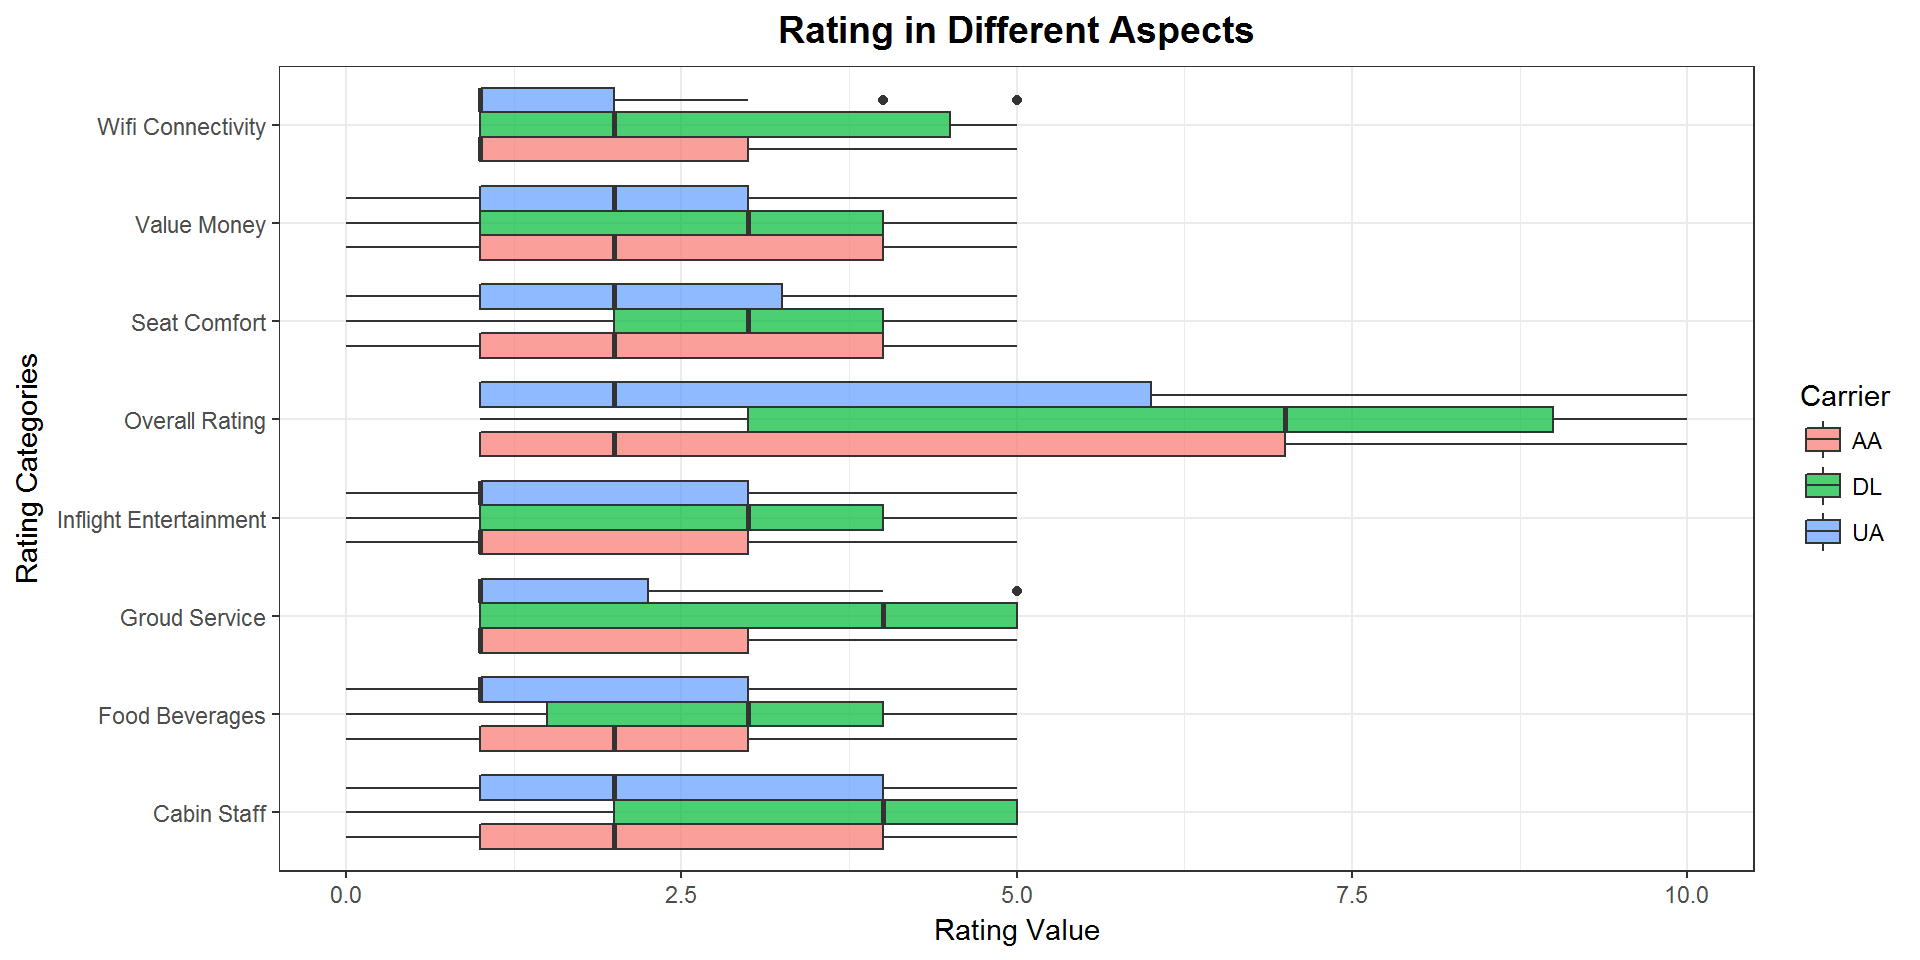 Rating in Different Aspects
Rating Categories
Wifi Connectivity
Value Money
Seat Comfort
Overall Rating
Inflight Entertainment
Groud Service
Food Beverages
Cabin Staff
0.0 2.5 5.0 7.5 10.0
Rating Value
Carrier
AA
DL
UA